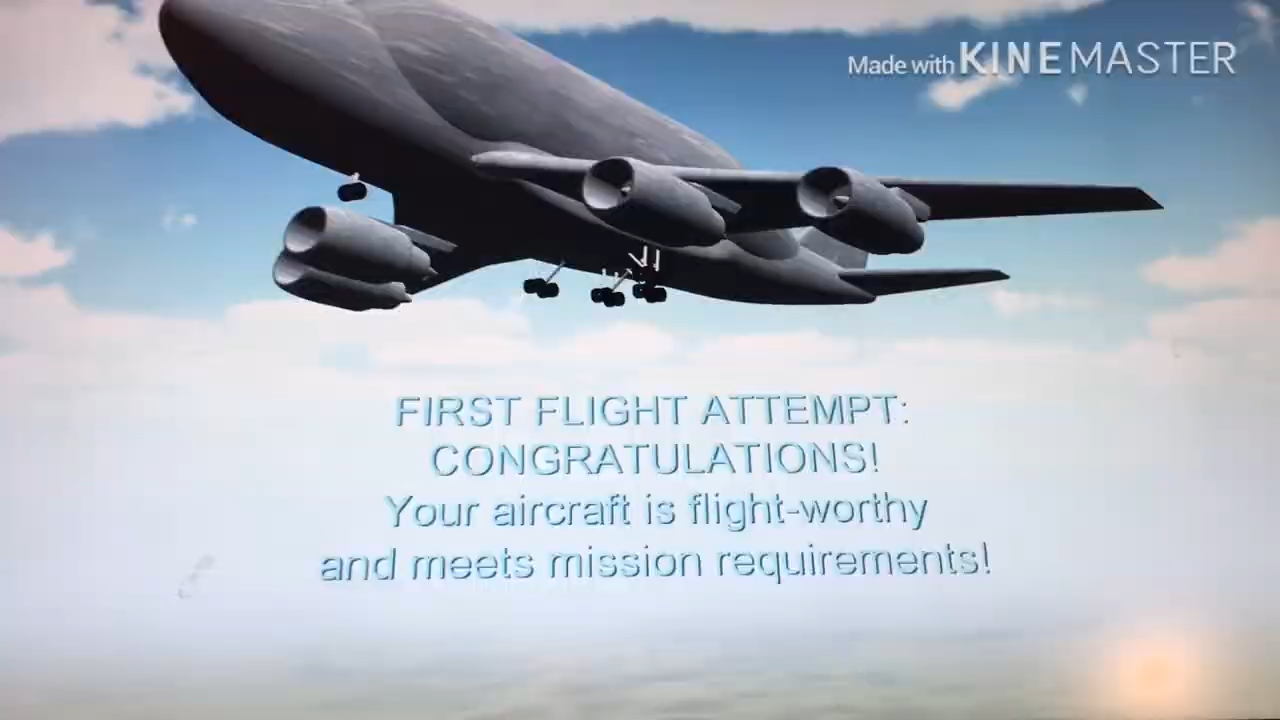 Made with KINEMASTER
FIRST FLIGHT ATTEMPT:
CONGRATULATIONS!
Your aircraft is flight-worthy
and meets mission requirements!